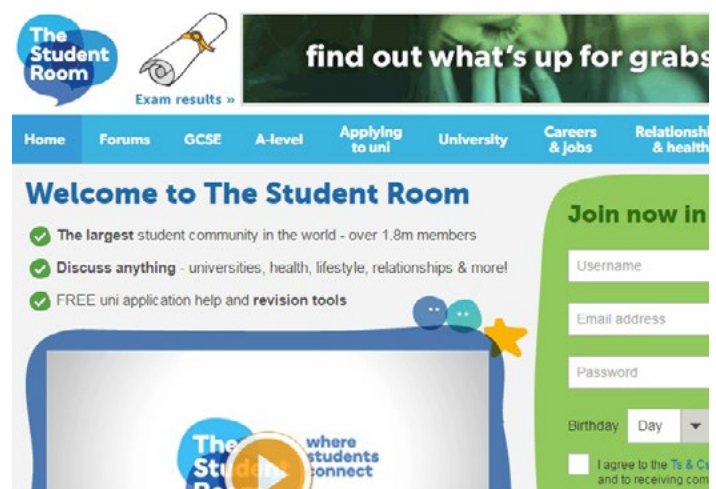 The
Student
Room
Exam results »
find out what's up for grabs
Home
Forums
GCSE
A-level
Applying
to uni
University
Careers
& jobs
& health
Welcome to The Student Room
The largest student community in the world - over 1.8m members
Discuss anything - universities, health, lifestyle, relationships & more!
FREE uni application help and revision tools
Join now in
Username
Email address
Password
Birthday
Day
I agree to the Ts & Cs
and to receiving com
The
where
students
connect